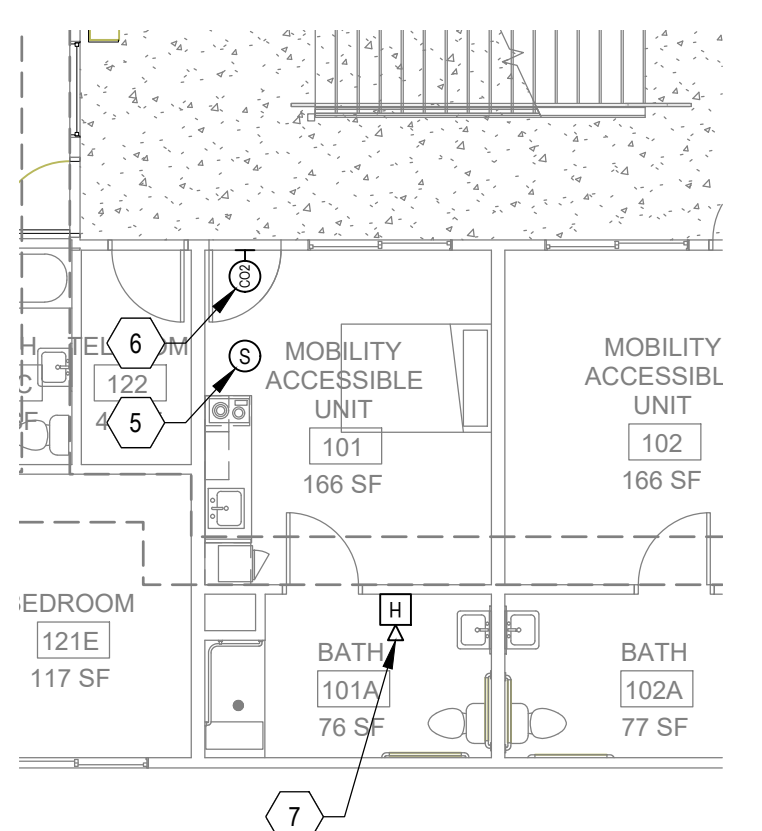 CO2
6
S
5
H
7
TEL
OM
122
4
H
C
F
MOBILITY
ACCESSIBLE
UNIT
101
166 SF
MOBILITY
ACCESSIBL
UNIT
102
166 SF
EDROOM
121E
117 SF
BATH
101A
76 SF
BATH
102A
77 SF